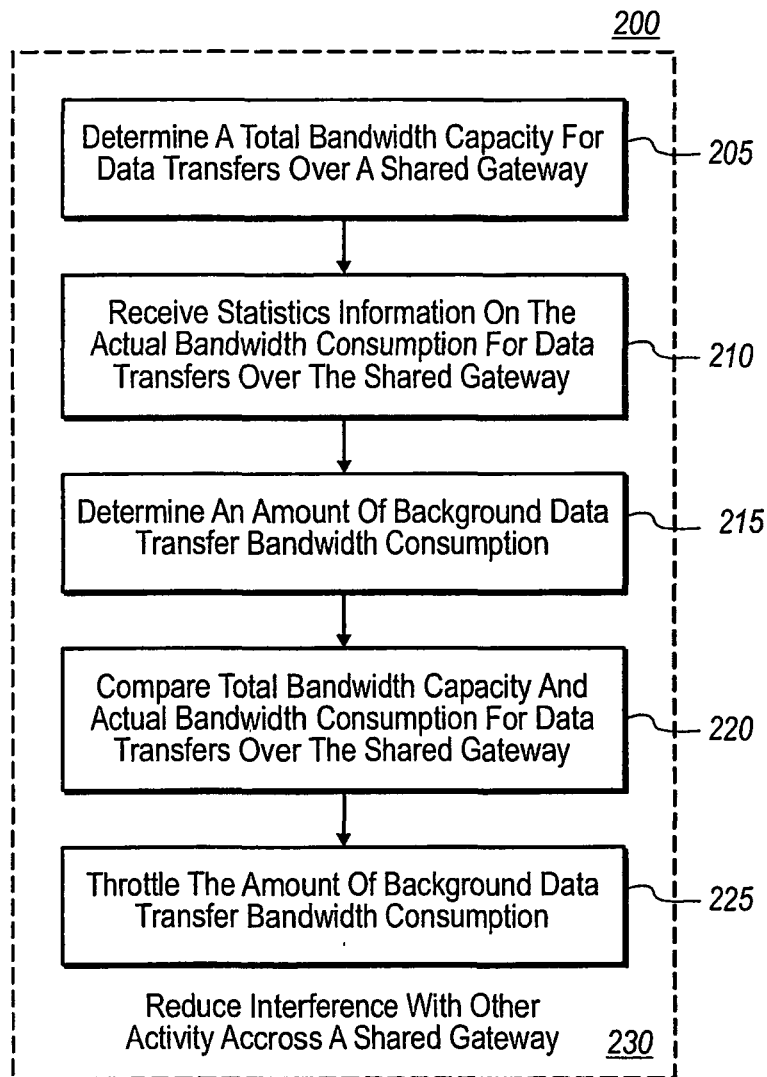 200
Determine A Total Bandwidth Capacity For
Data Transfers Over A Shared Gateway
205
Receive Statistics Information On The
Actual Bandwidth Consumption For Data
Transfers Over The Shared Gateway
210
Determine An Amount Of Background Data
Transfer Bandwidth Consumption
215
Compare Total Bandwidth Capacity And
Actual Bandwidth Consumption For Data
Transfers Over The Shared Gateway
220
Throttle The Amount Of Background Data
Transfer Bandwidth Consumption
225
Reduce Interference With Other
Activity Accross A Shared Gateway
230